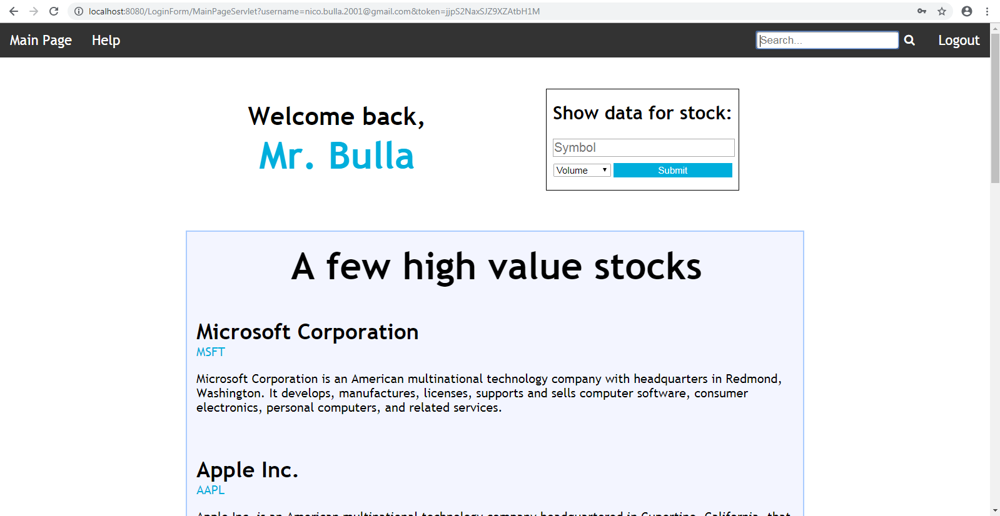 localhost:8080/LoginForm/MainPageServlet?username=nico.bulla.2001@gmail.com&token=jjpS2NaxSJZ9XZAtbH1M
Main Page Help Search... Logout
Welcome back,
Mr. Bulla
Show data for stock:
Symbol
Volume Submit
A few high value stocks
Microsoft Corporation
MSFT
Microsoft Corporation is an American multinational technology company with headquarters in Redmond,
Washington. It develops, manufactures, licenses, supports and sells computer software, consumer
electronics, personal computers, and related services.
Apple Inc.
AAPL
Apple Inc. is an American multinational technology company headquartered in Cupertino, California, that